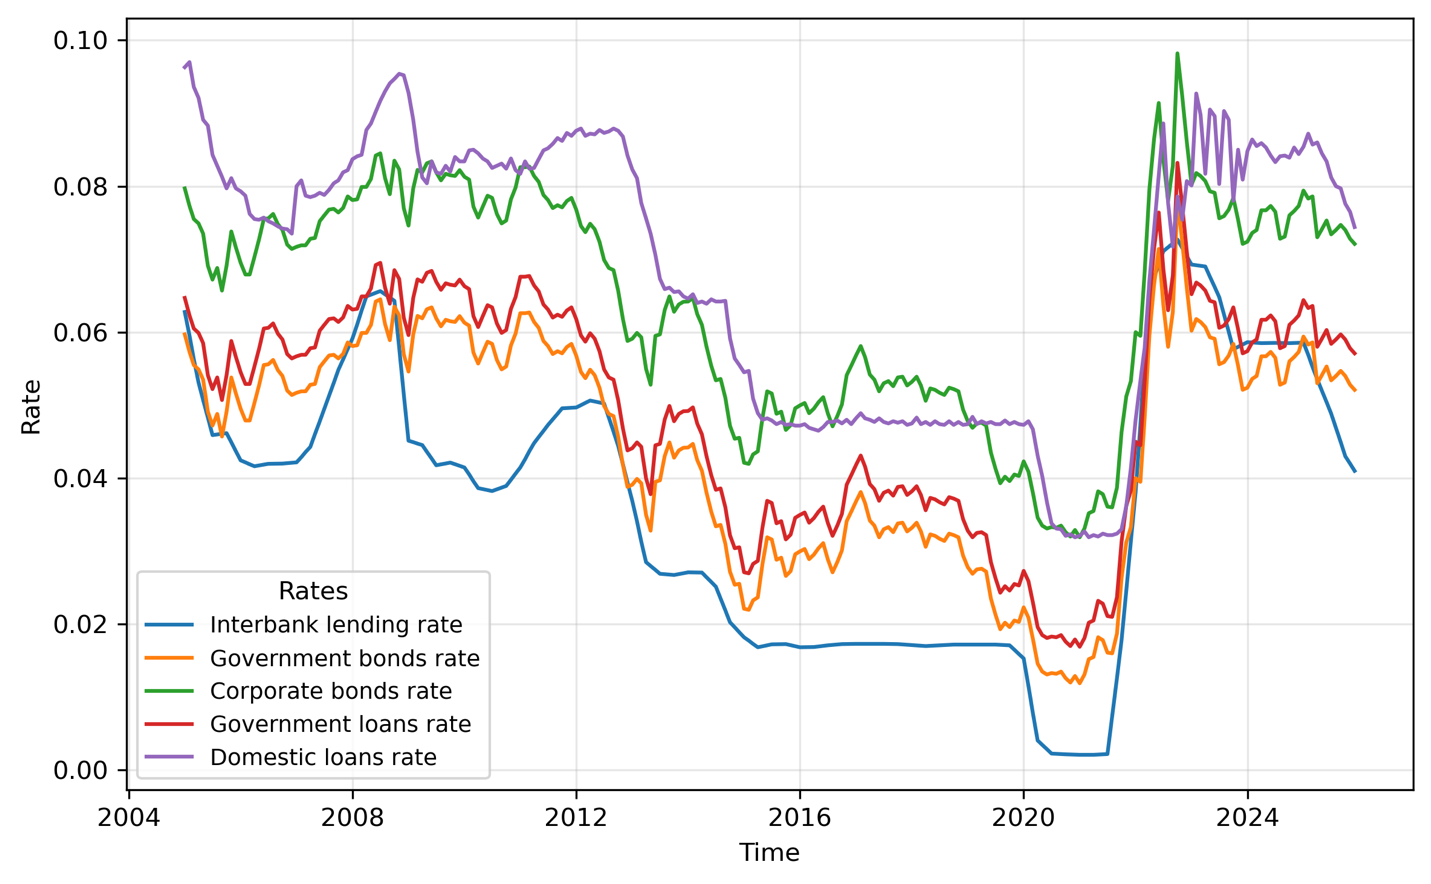 0.10
0.08
0.06
0.04
0.02
0.00
Rate
Rates
Interbank lending rate
Government bonds rate
Corporate bonds rate
Government loans rate
Domestic loans rate
2004 2008 2012 2016 2020 2024
Time